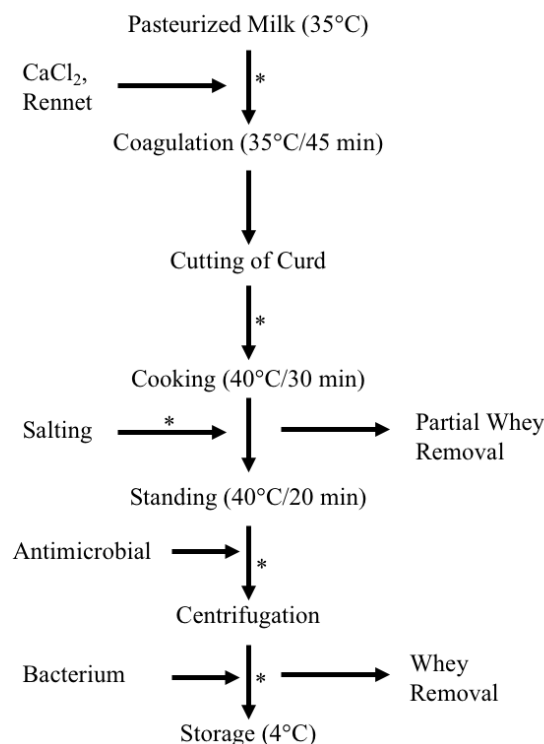 Pasteurized Milk (35°C)
CaCl₂,
Rennet
*
Coagulation (35°C/45 min)
Cutting of Curd
*
Cooking (40°C/30 min)
Salting
*
Partial Whey
Removal
Standing (40°C/20 min)
Antimicrobial
*
Centrifugation
Bacterium
*
Whey
Removal
Storage (4°C)